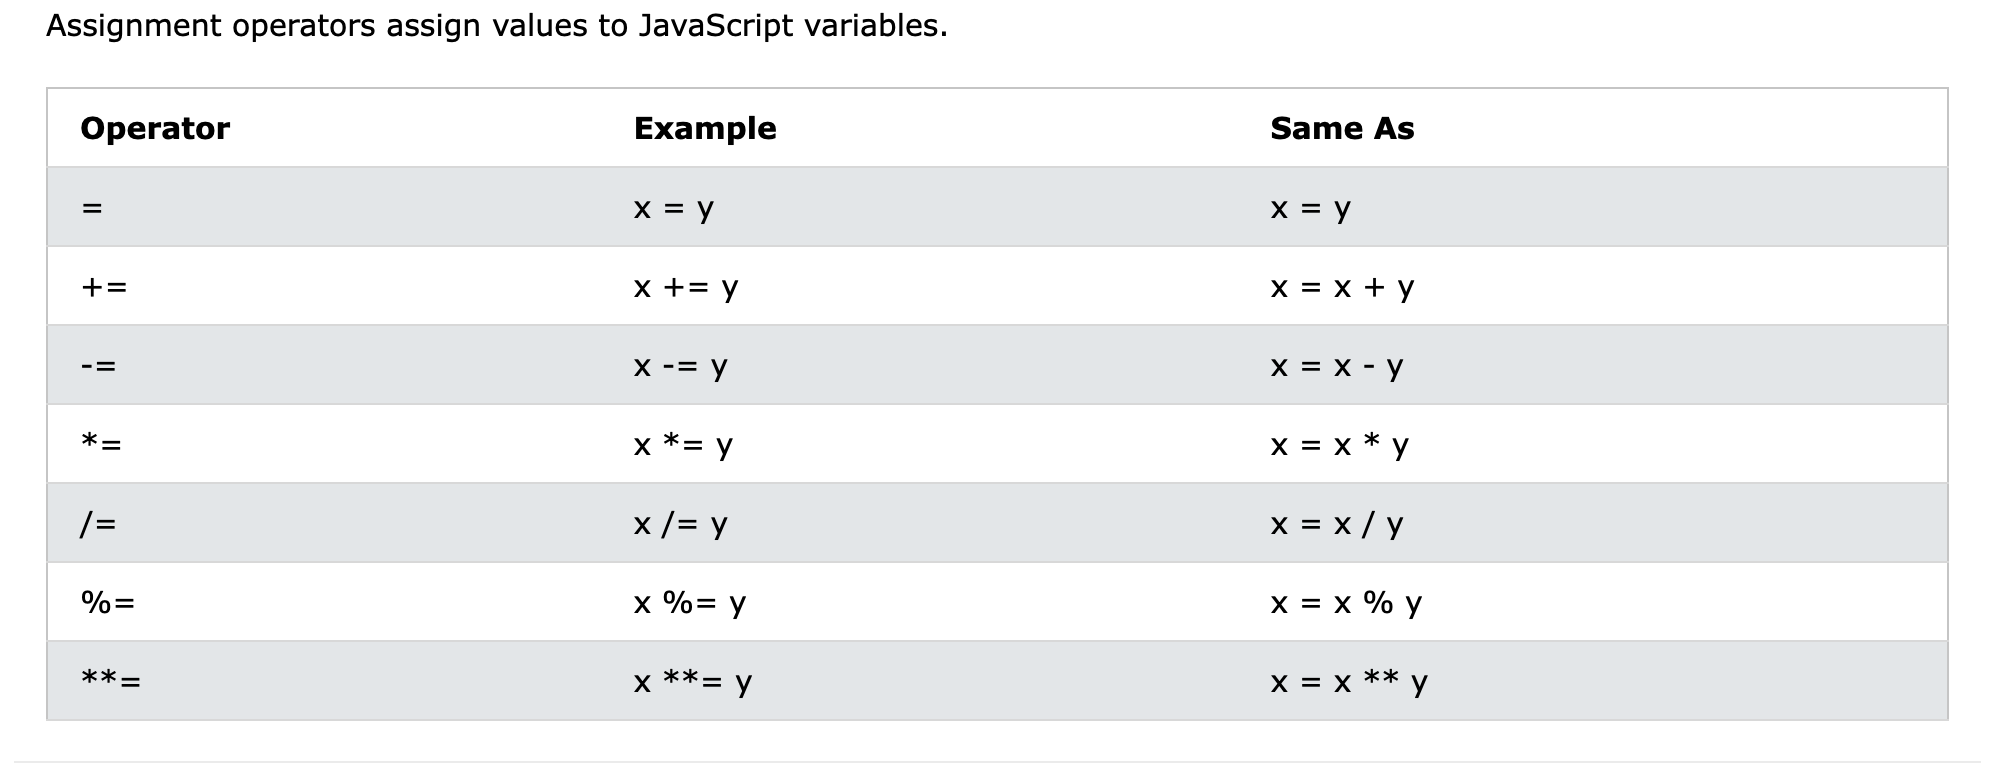 Assignment operators assign values to JavaScript variables.
Operator Example Same As
= x = y x = y
+= x += y x = x + y
-= x -= y x = x - y
*= x *= y x = x * y
/= x /= y x = x / y
%= x %= y x = x % y
**= x **= y x = x ** y